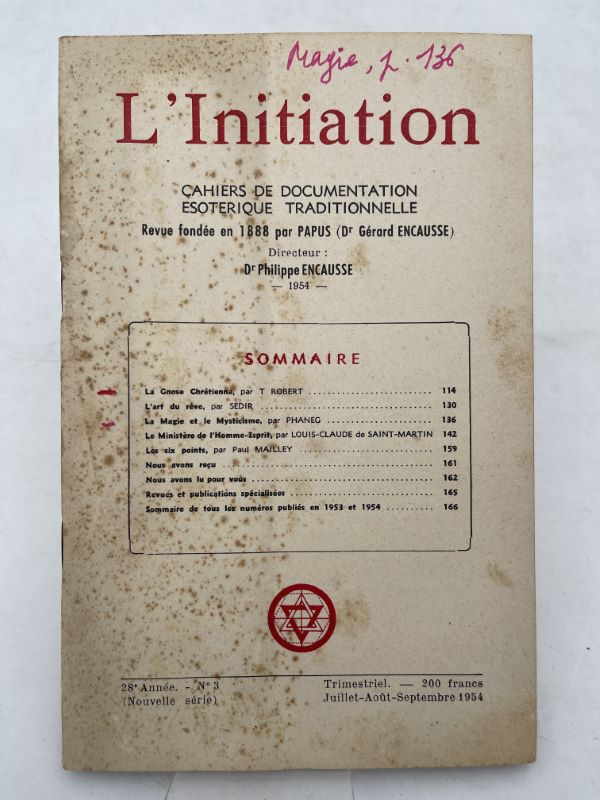 Magie, p. 136
L'Initiation
CAHIERS DE DOCUMENTATION
ESOTERIQUE TRADITIONNELLE
Revue fondée en 1888 par PAPUS (Dr Gérard ENCAUSSE)
Directeur :
Dr Philippe ENCAUSSE
— 1954 —
SOMMAIRE
La Gnose Chrétienne, par T ROBERT .......................... 114
L'art du rêve, par SEDIR .................................... 130
La Magie et le Mysticisme, par PHANEG ...................... 136
Le Ministère de l'Homme-Esprit, par LOUIS-CLAUDE de SAINT-MARTIN 142
Les six points, par Paul MAILLEY ............................ 159
Nous avons reçu ............................................ 161
Nous avons lu pour vous .................................... 162
Revues et publications spécialisées .............................. 165
Sommaire de tous les numéros publiés en 1953 et 1954 .......... 166
28e Année. - N° 3
(Nouvelle série)
Trimestriel. — 200 francs
Juillet-Août-Septembre 1954